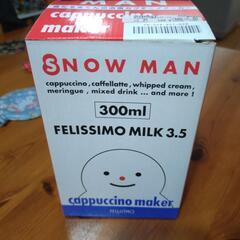 cappuccino
maker
SNOW MAN
cappuccino, caffellatte, whipped cream,
meringue, mixed drink ... and more !
300ml
FELISSIMO MILK 3.5
cappuccino maker
FELISSIMO